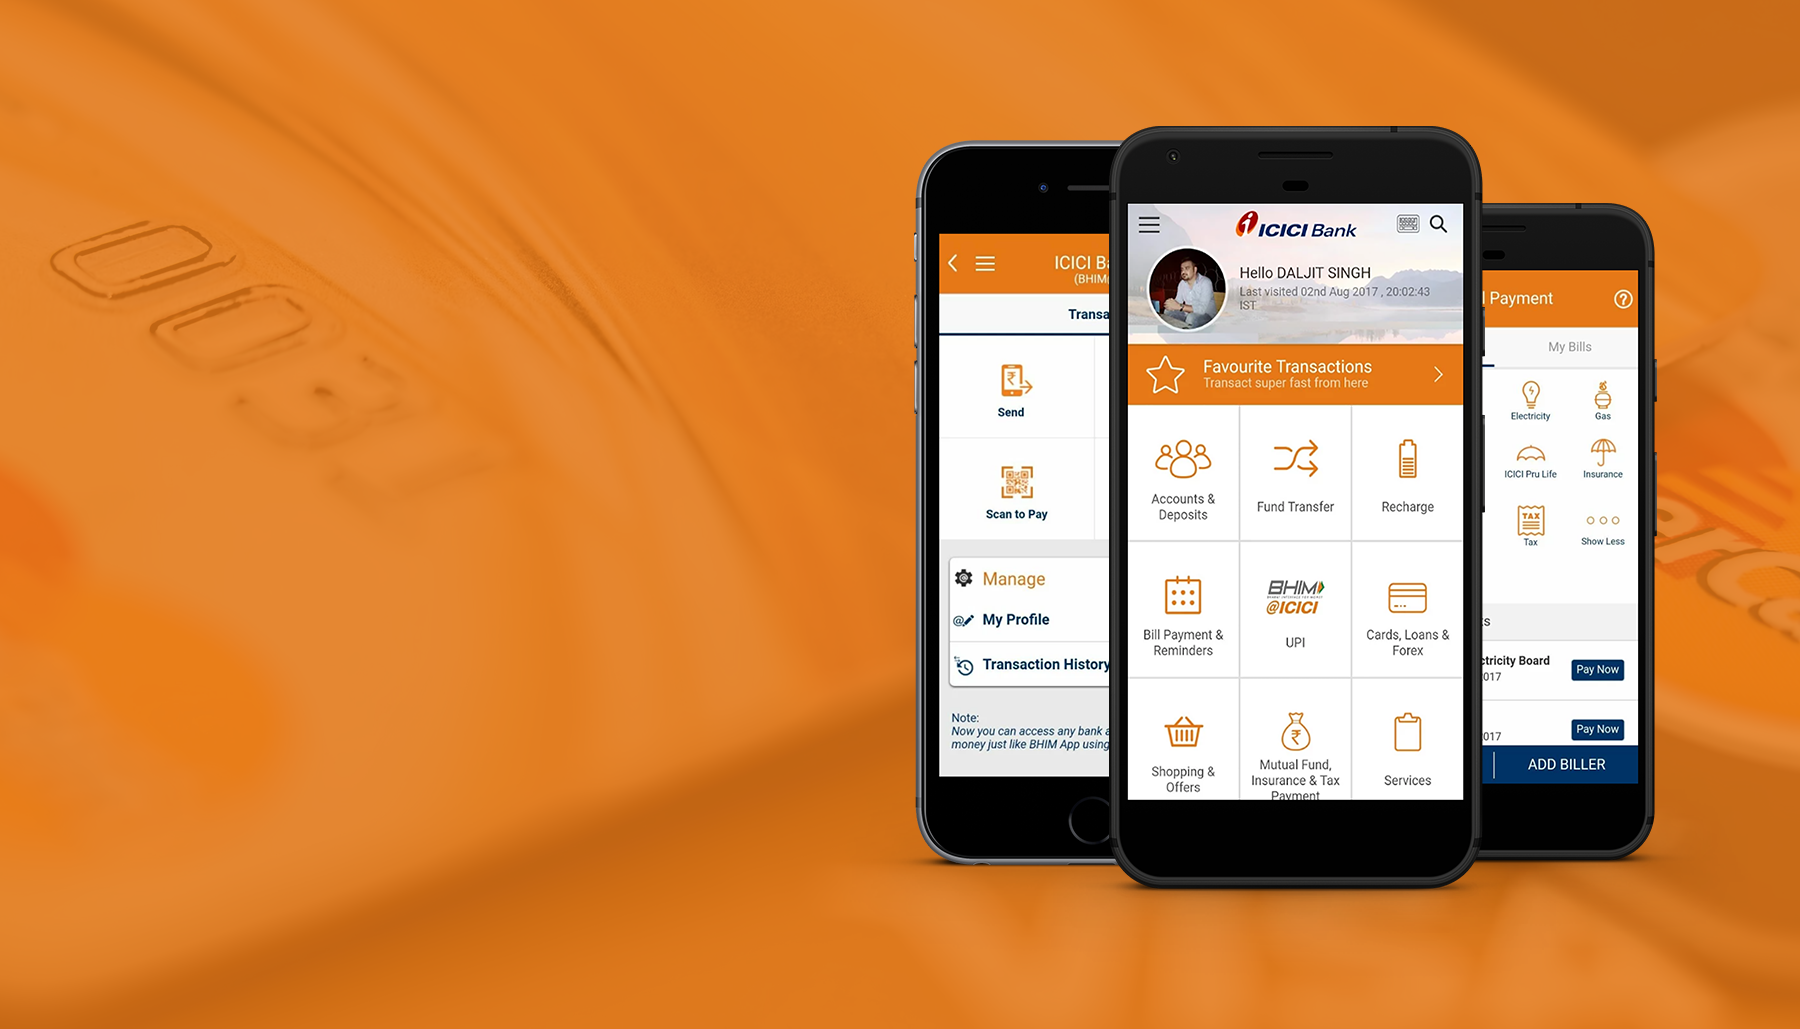 ICICI
(BHIM
Send
Scan to Pay
Manage
My Profile
Transaction History
Note:
Now you can access any bank
money just like BHIM App using
ICICI Bank
Hello DALJIT SINGH
Last visited 02nd Aug 2017 , 20:02:43
IST
Favourite Transactions
Transact super fast from here
Accounts &
Deposits
Fund Transfer
Recharge
Bill Payment &
Reminders
BHIM
@ICICI
UPI
Cards, Loans &
Forex
Shopping &
Offers
Mutual Fund,
Insurance & Tax
Payment
Services
Payment
My Bills
Electricity
Gas
ICICI Pru Life
Insurance
TAX
Tax
Show Less
Board
2017
Pay Now
2017
Pay Now
ADD BILLER